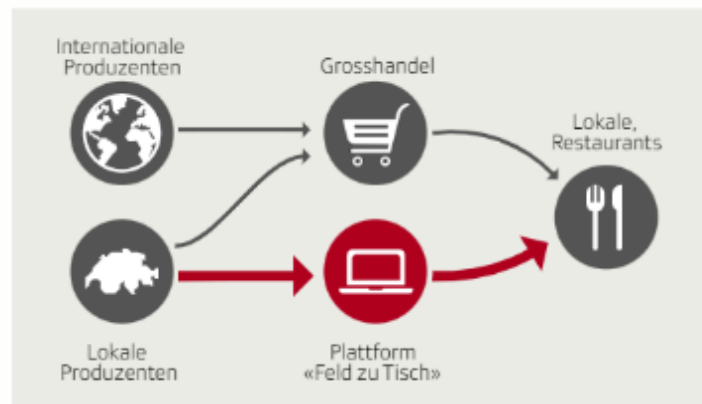 Internationale
Produzenten
Grosshandel
Lokale,
Restaurants
Lokale
Produzenten
Plattform
«Feld zu Tisch»